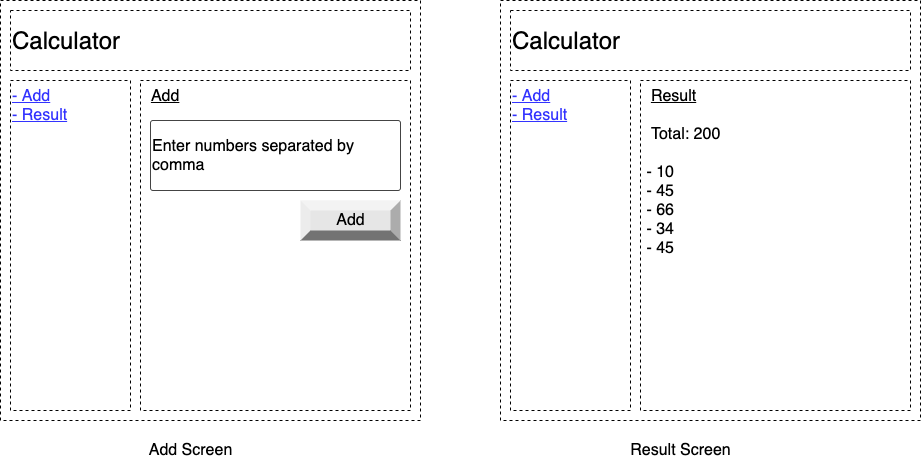 Calculator
- Add
- Result
Add
Enter numbers separated by
comma
Add
Add Screen
Calculator
- Add
- Result
Result
Total: 200
- 10
- 45
- 66
- 34
- 45
Result Screen